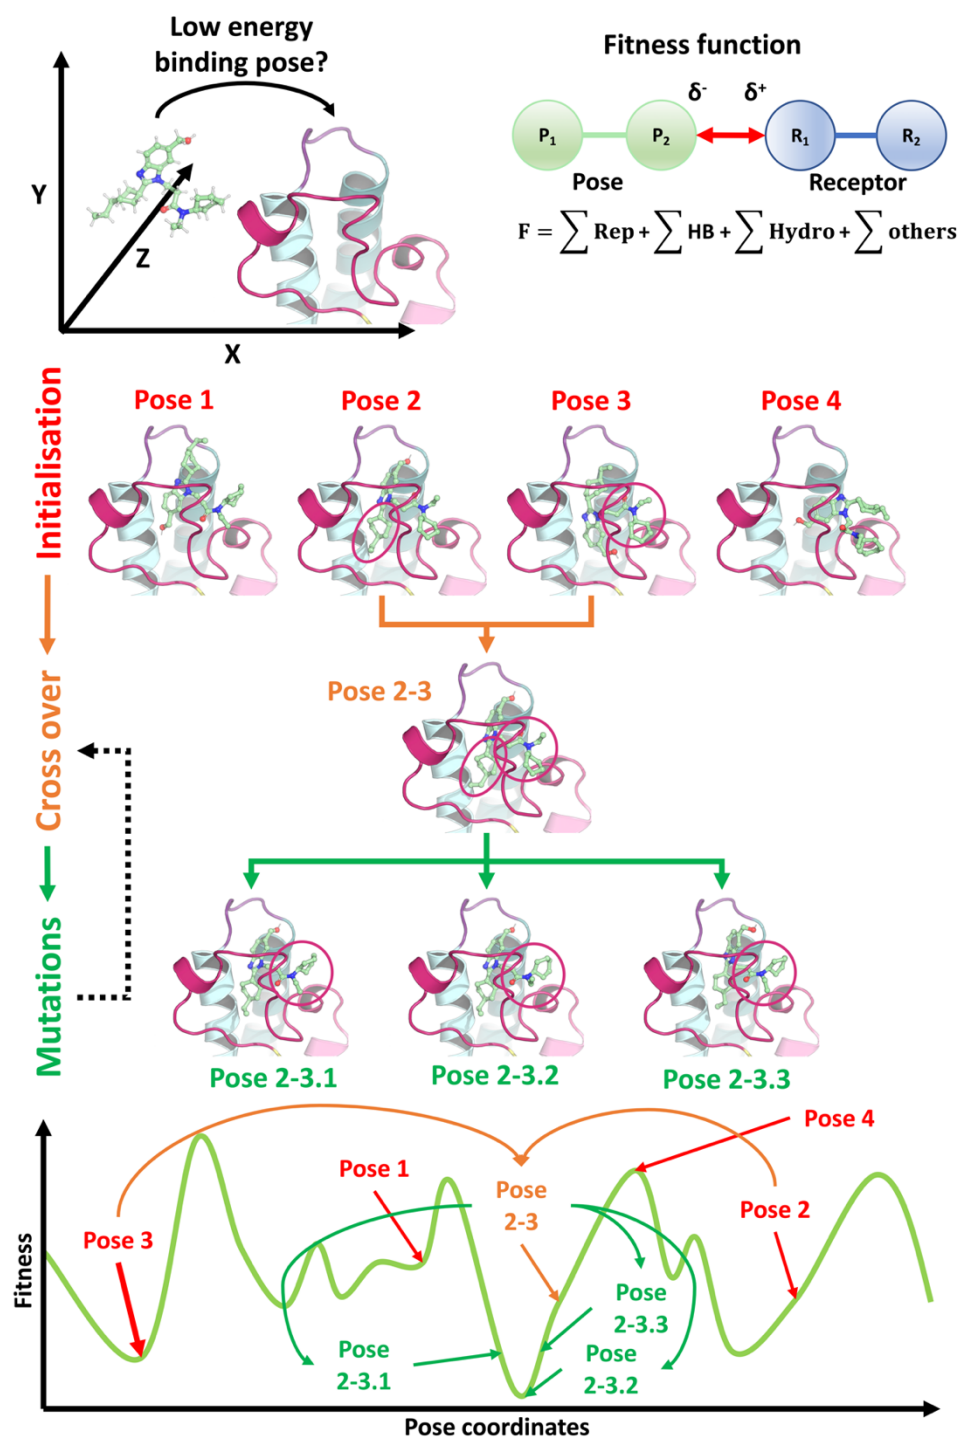 Low energy
binding pose?
Y
Z
X
Fitness function
δ- δ+
P1 P2 R1 R2
Pose Receptor
F = ∑ Rep + ∑ HB + ∑ Hydro + ∑ others
Initialisation
Pose 1 Pose 2 Pose 3 Pose 4
Cross over
Pose 2-3
Mutations
Pose 2-3.1 Pose 2-3.2 Pose 2-3.3
Fitness
Pose 3
Pose 1
Pose
2-3
Pose 4
Pose 2
Pose
2-3.3
Pose
2-3.1
Pose
2-3.2
Pose coordinates